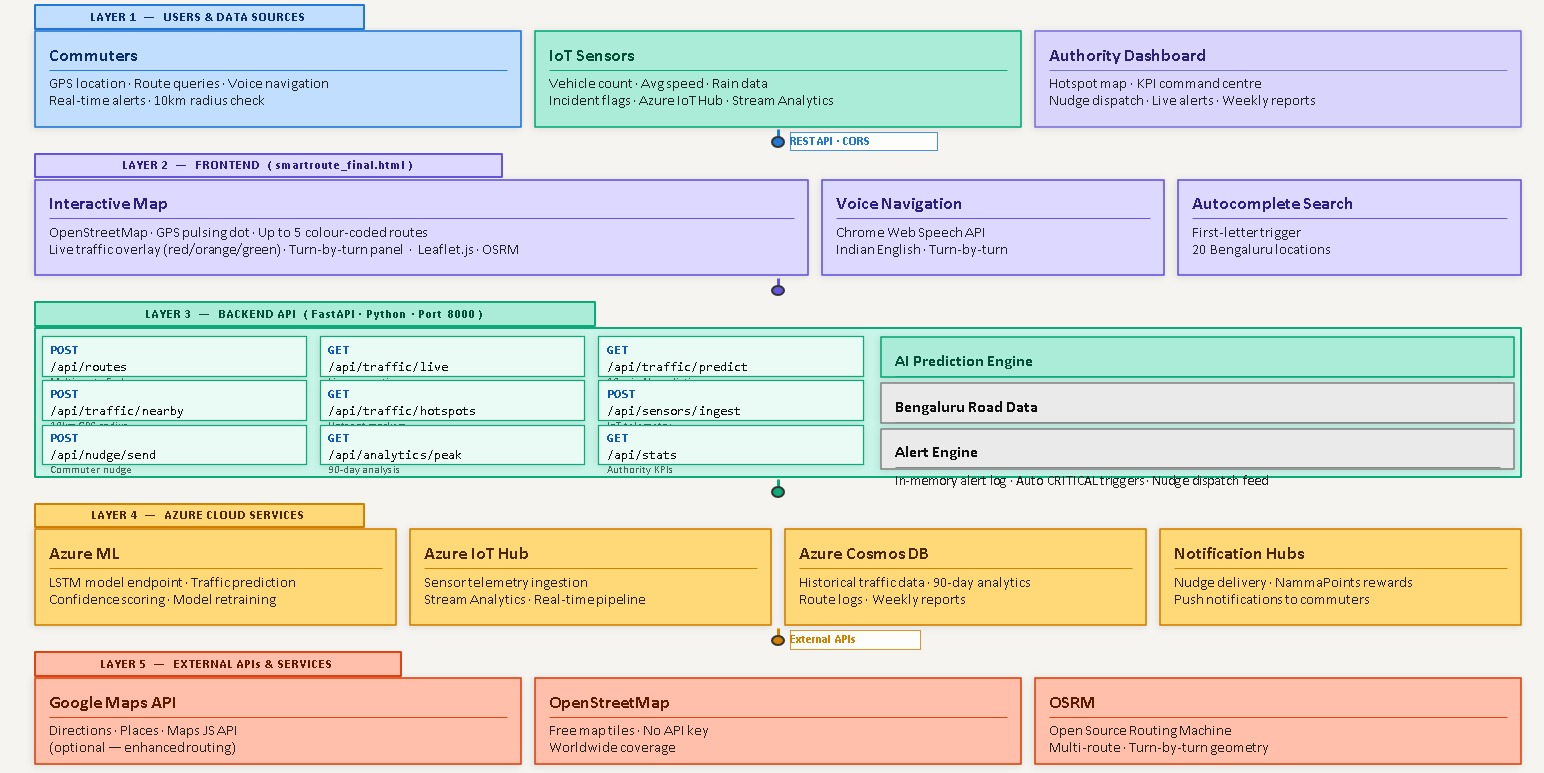 LAYER 1 — USERS & DATA SOURCES
Commuters
GPS location · Route queries · Voice navigation
Real-time alerts · 10km radius check
IoT Sensors
Vehicle count · Avg speed · Rain data
Incident flags · Azure IoT Hub · Stream Analytics
Authority Dashboard
Hotspot map · KPI command centre
Nudge dispatch · Live alerts · Weekly reports
REST API · CORS
LAYER 2 — FRONTEND ( smartroute_final.html )
Interactive Map
OpenStreetMap · GPS pulsing dot · Up to 5 colour-coded routes
Live traffic overlay (red/orange/green) · Turn-by-turn panel · Leaflet.js · OSRM
Voice Navigation
Chrome Web Speech API
Indian English · Turn-by-turn
Autocomplete Search
First-letter trigger
20 Bengaluru locations
LAYER 3 — BACKEND API ( FastAPI · Python · Port 8000 )
POST
/api/routes
GET
/api/traffic/live
GET
/api/traffic/predict
POST
/api/traffic/nearby
GET
/api/traffic/hotspots
POST
/api/sensors/ingest
POST
/api/nudge/send
Commuter nudge
GET
/api/analytics/peak
90-day analysis
GET
/api/stats
Authority KPIs
AI Prediction Engine
Bengaluru Road Data
Alert Engine
In-memory alert log · Auto CRITICAL triggers · Nudge dispatch feed
LAYER 4 — AZURE CLOUD SERVICES
Azure ML
LSTM model endpoint · Traffic prediction
Confidence scoring · Model retraining
Azure IoT Hub
Sensor telemetry ingestion
Stream Analytics · Real-time pipeline
Azure Cosmos DB
Historical traffic data · 90-day analytics
Route logs · Weekly reports
Notification Hubs
Nudge delivery · NammaPoints rewards
Push notifications to commuters
External APIs
LAYER 5 — EXTERNAL APIs & SERVICES
Google Maps API
Directions · Places · Maps JS API
(optional — enhanced routing)
OpenStreetMap
Free map tiles · No API key
Worldwide coverage
OSRM
Open Source Routing Machine
Multi-route · Turn-by-turn geometry